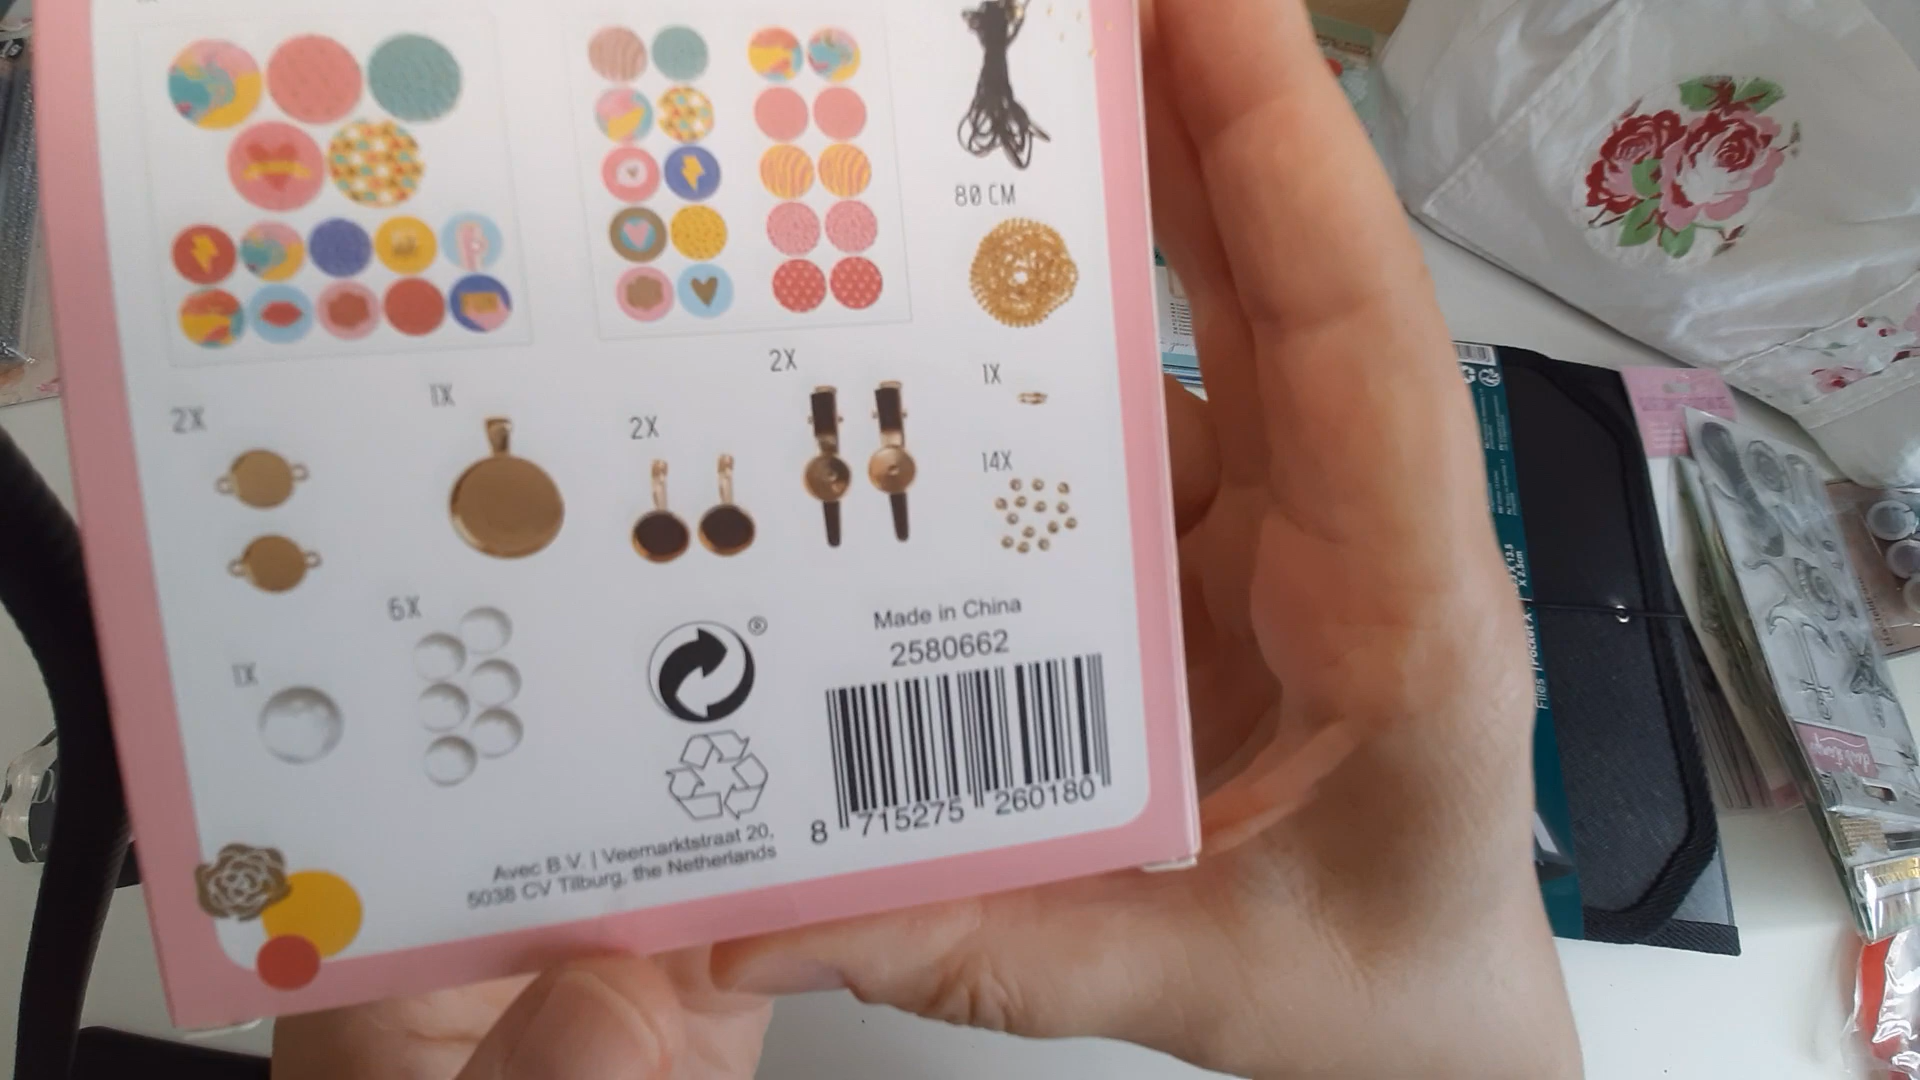 80 CM
2X
1X
2X
2X
1X
14X
6X
1X
Made in China
2580662
8 715275 260180
Avec B.V. | Veemarktstraat 20,
5038 CV Tilburg, the Netherlands